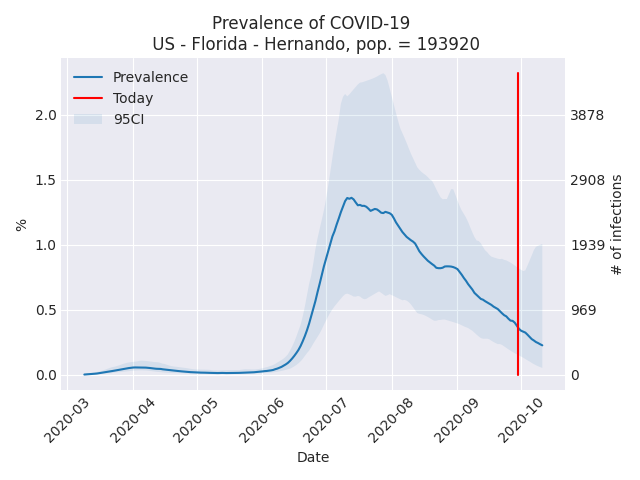 Prevalence of COVID-19
US - Florida - Hernando, pop. = 193920
Prevalence
Today
95CI
2.0
1.5
1.0
0.5
0.0
%
3878
2908
1939
969
0
# of infections
2020-03
2020-04
2020-05
2020-06
2020-07
2020-08
2020-09
2020-10
Date